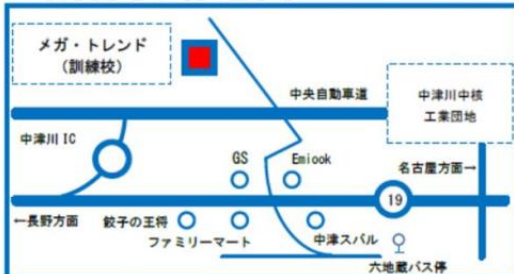 メガ・トレンド
(訓練校)
中央自動車道
中津川中核
工業団地
中津川 IC
GS
Emiook
名古屋方面→
19
←長野方面
餃子の王将
ファミリーマート
中津スバル
六地蔵バス停